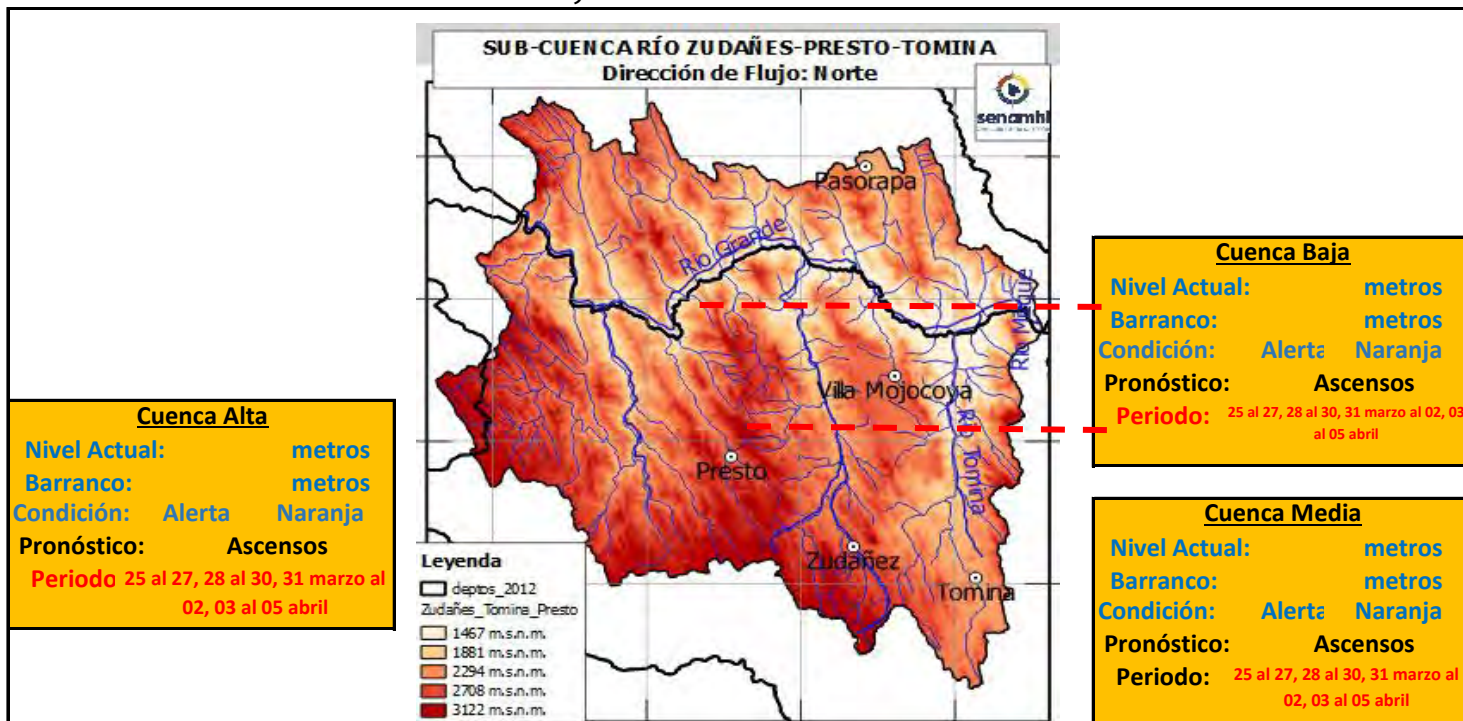 SUB-CUENCA RÍO ZUDAÑES-PRESTO-TOMINA
Dirección de Flujo: Norte
senamhi
Pasorapa
Río Grande
Río Mizque
Villa Mojocoya
Río Tomina
Presto
Zudañez
Tomina
Leyenda
deptos_2012
Zudañes_Tomina_Presto
1467 m.s.n.m.
1881 m.s.n.m.
2294 m.s.n.m.
2708 m.s.n.m.
3122 m.s.n.m.
Cuenca Alta
Nivel Actual: metros
Barranco: metros
Condición: Alerta Naranja
Pronóstico: Ascensos
Periodo 25 al 27, 28 al 30, 31 marzo al
02, 03 al 05 abril
Cuenca Baja
Nivel Actual: metros
Barranco: metros
Condición: Alerta Naranja
Pronóstico: Ascensos
Periodo: 25 al 27, 28 al 30, 31 marzo al 02, 03
al 05 abril
Cuenca Media
Nivel Actual: metros
Barranco: metros
Condición: Alerta Naranja
Pronóstico: Ascensos
Periodo: 25 al 27, 28 al 30, 31 marzo al
02, 03 al 05 abril